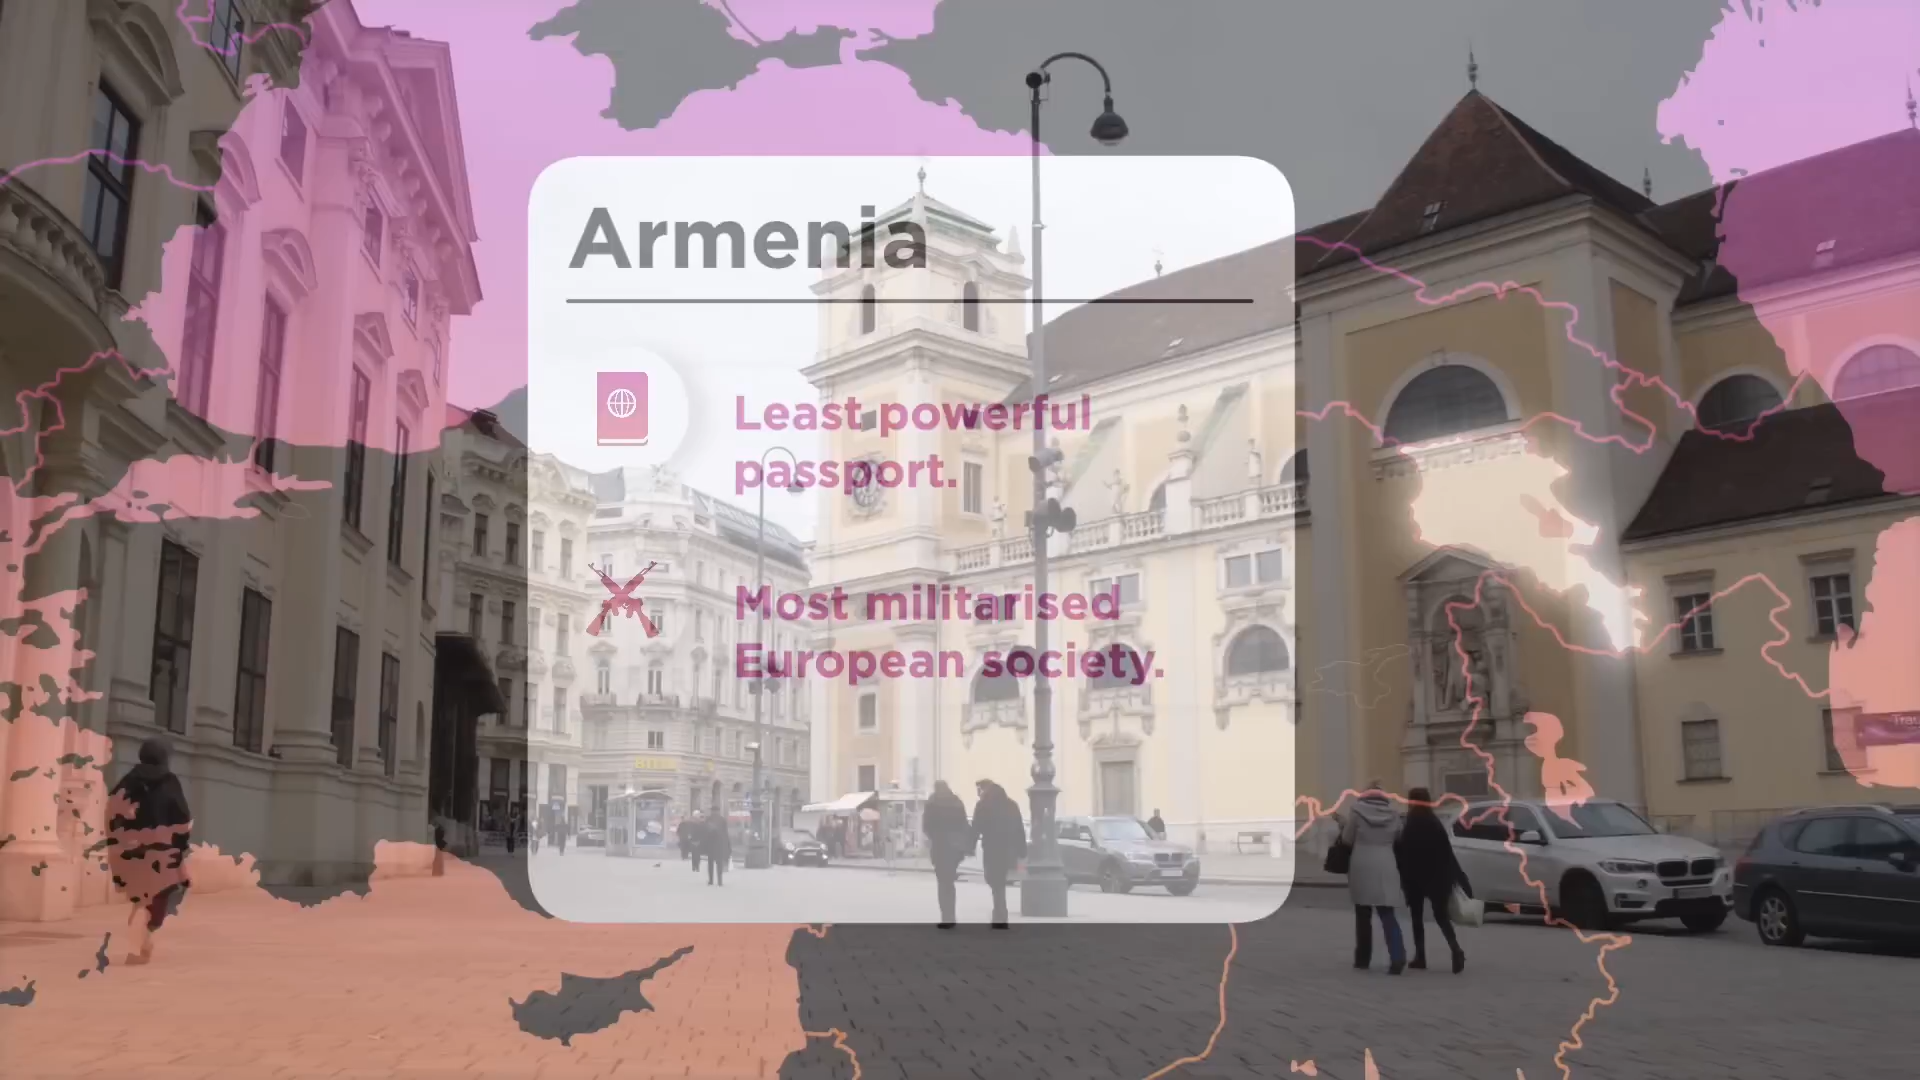 Armenia
Least powerful
passport.
Most militarised
European society.